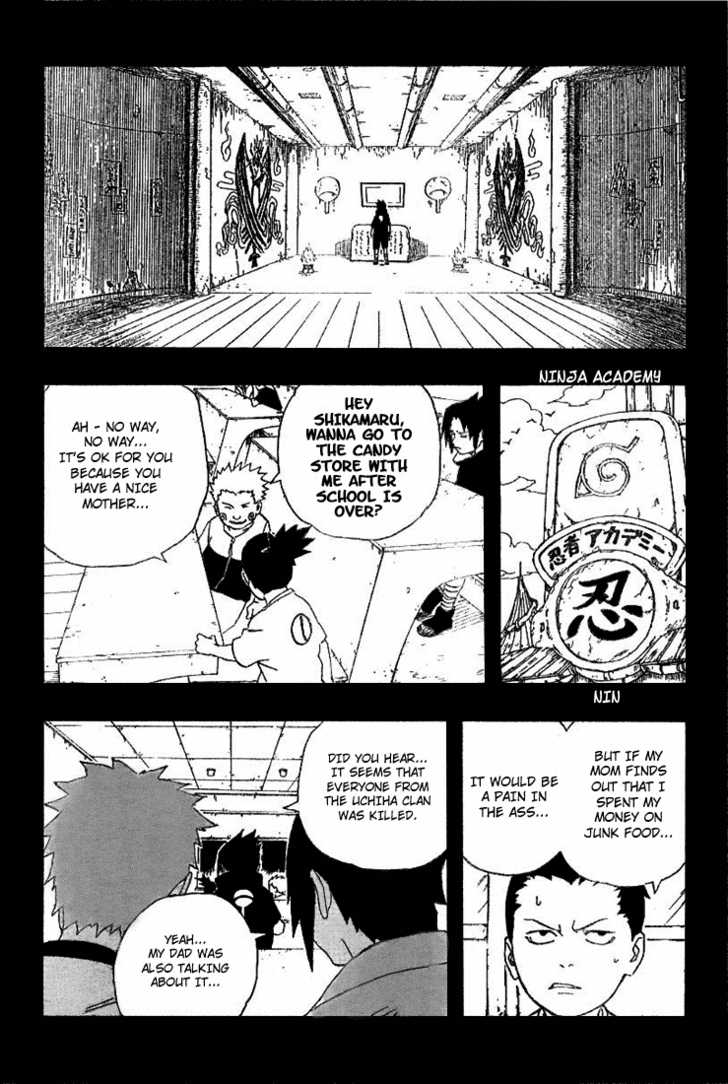 NINJA ACADEMY
忍者アカデミー
忍
NIN
HEY
SHIKAMARU,
WANNA GO TO
THE CANDY
STORE WITH
ME AFTER
SCHOOL IS
OVER?
AH - NO WAY,
NO WAY...
IT'S OK FOR YOU
BECAUSE YOU
HAVE A NICE
MOTHER...
BUT IF MY
MOM FINDS
OUT THAT I
SPENT MY
MONEY ON
JUNK FOOD...
IT WOULD BE
A PAIN IN
THE ASS...
DID YOU HEAR...
IT SEEMS THAT
EVERYONE FROM
THE UCHIHA CLAN
WAS KILLED.
YEAH...
MY DAD WAS
ALSO TALKING
ABOUT IT...